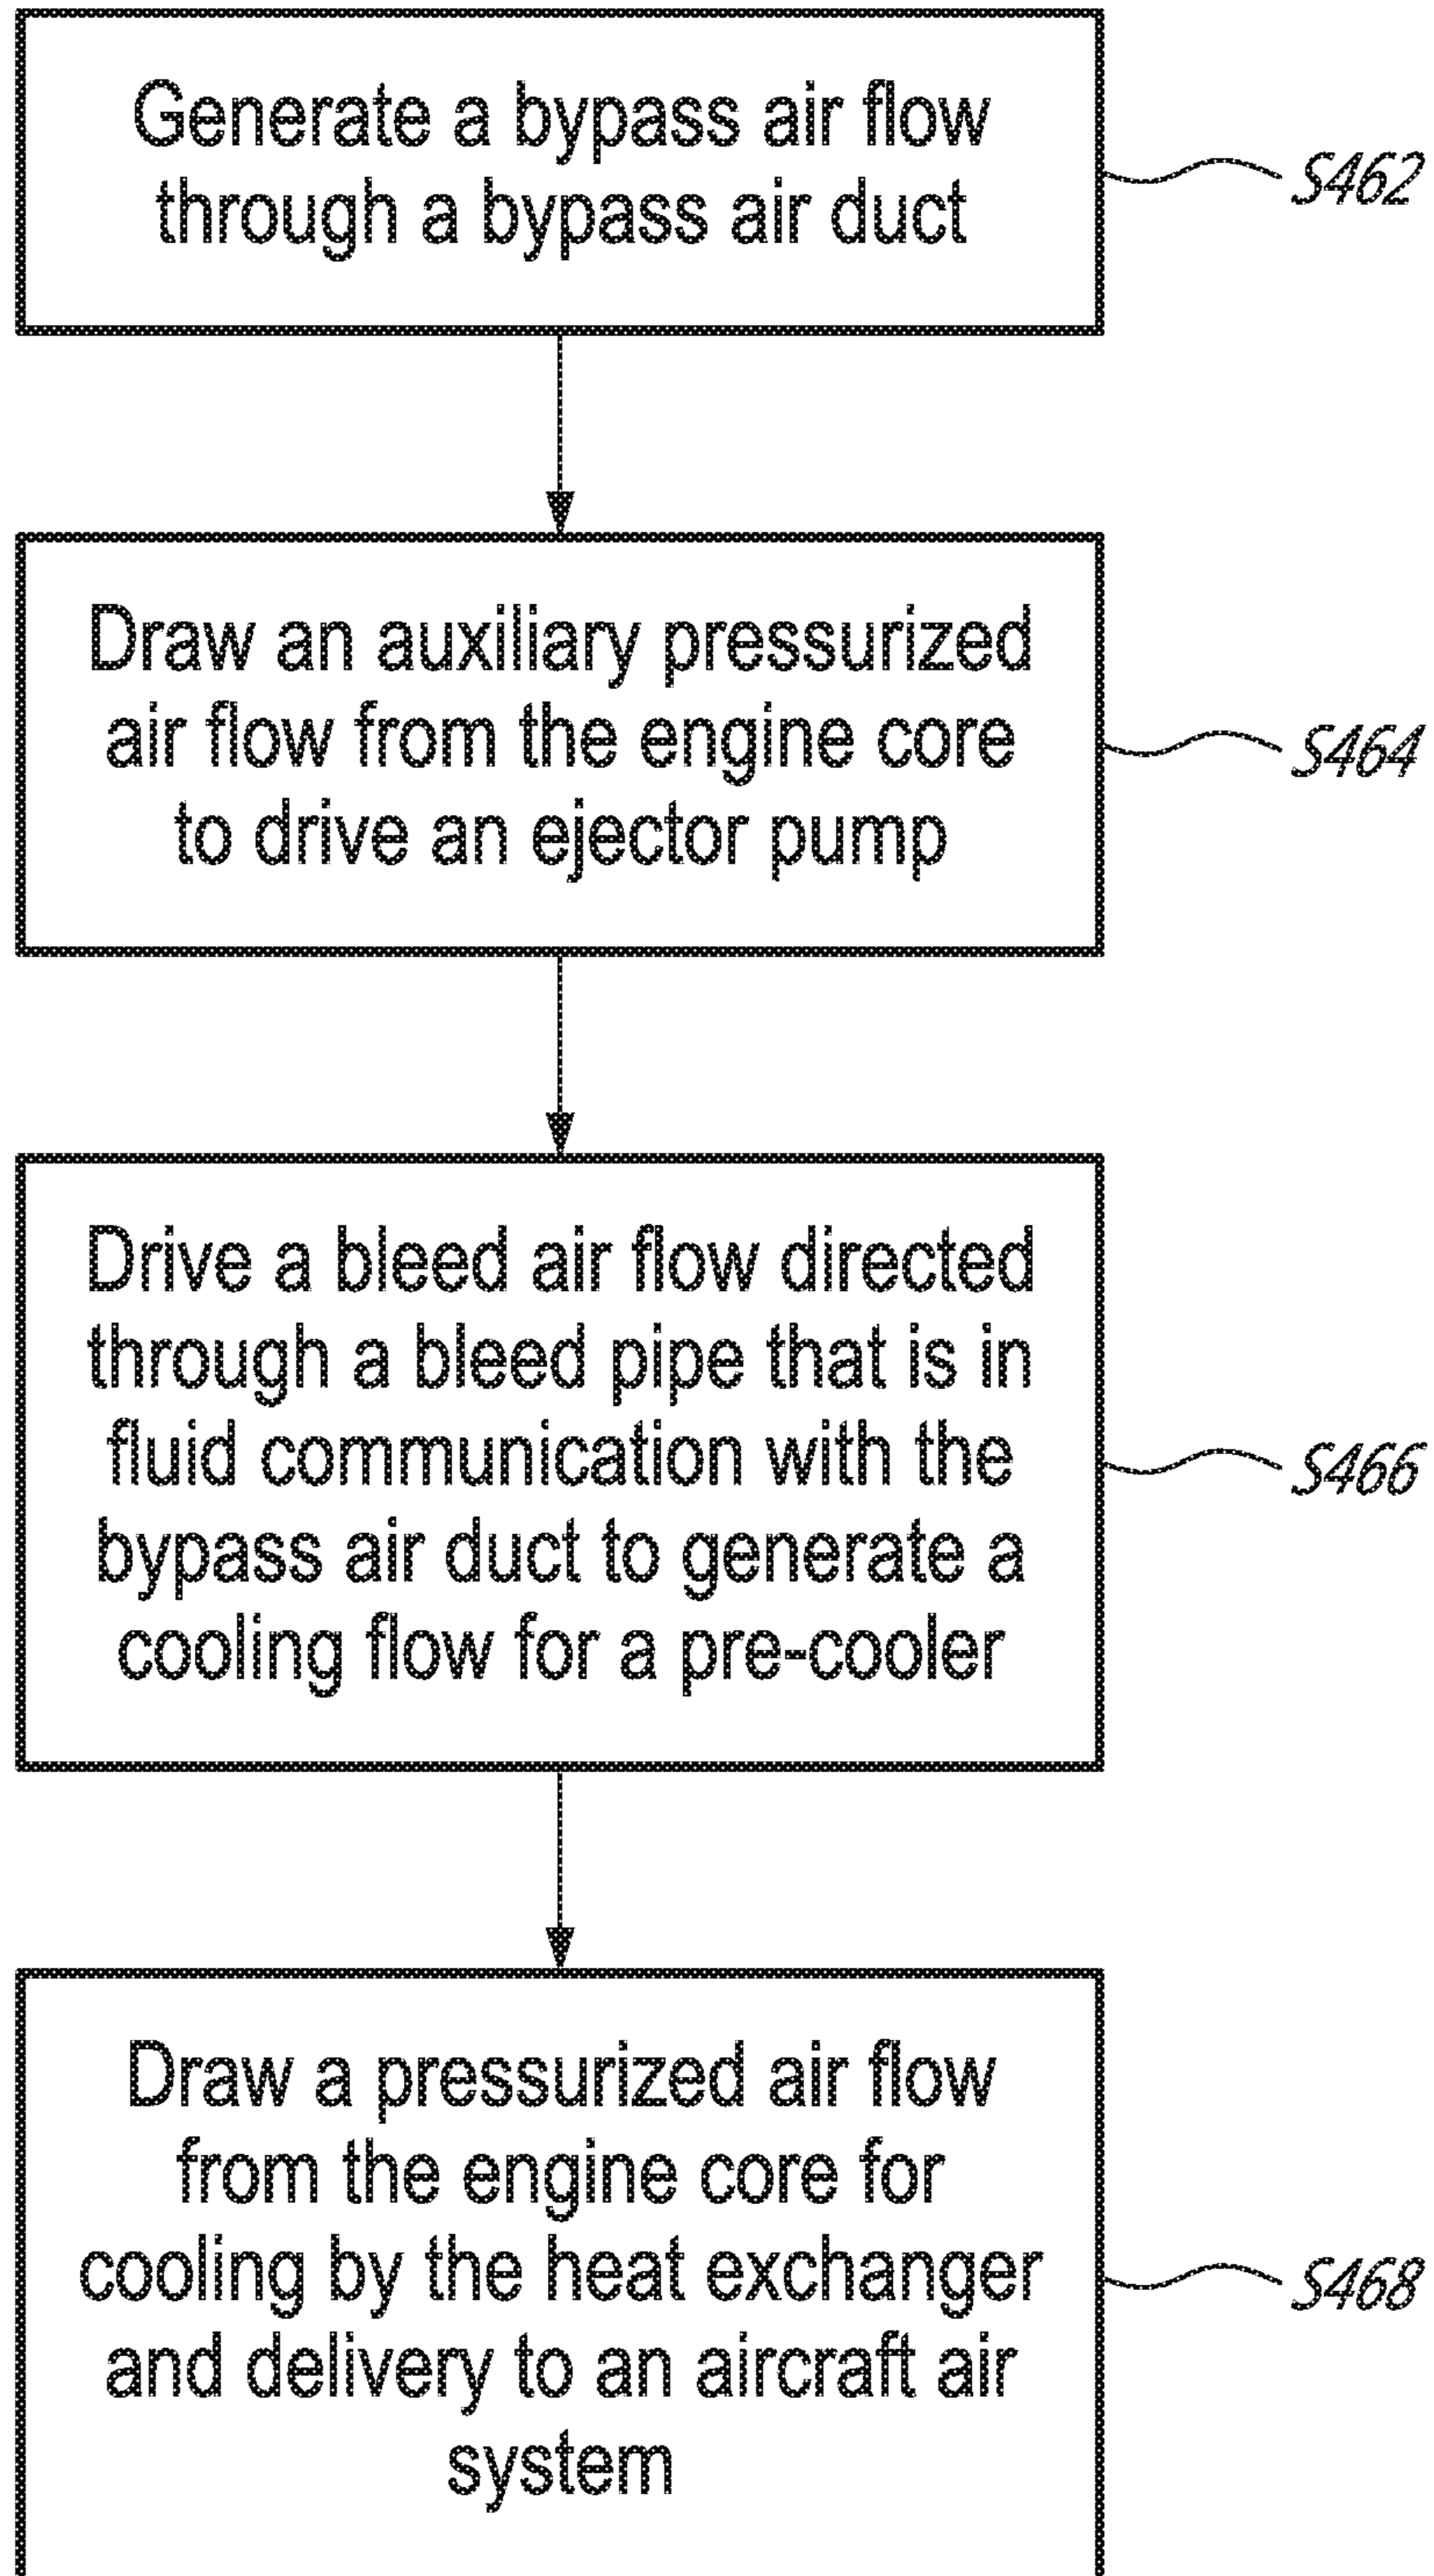 Generate a bypass air flow
through a bypass air duct
S462
Draw an auxiliary pressurized
air flow from the engine core
to drive an ejector pump
S464
Drive a bleed air flow directed
through a bleed pipe that is in
fluid communication with the
bypass air duct to generate a
cooling flow for a pre-cooler
S466
Draw a pressurized air flow
from the engine core for
cooling by the heat exchanger
and delivery to an aircraft air
system
S468